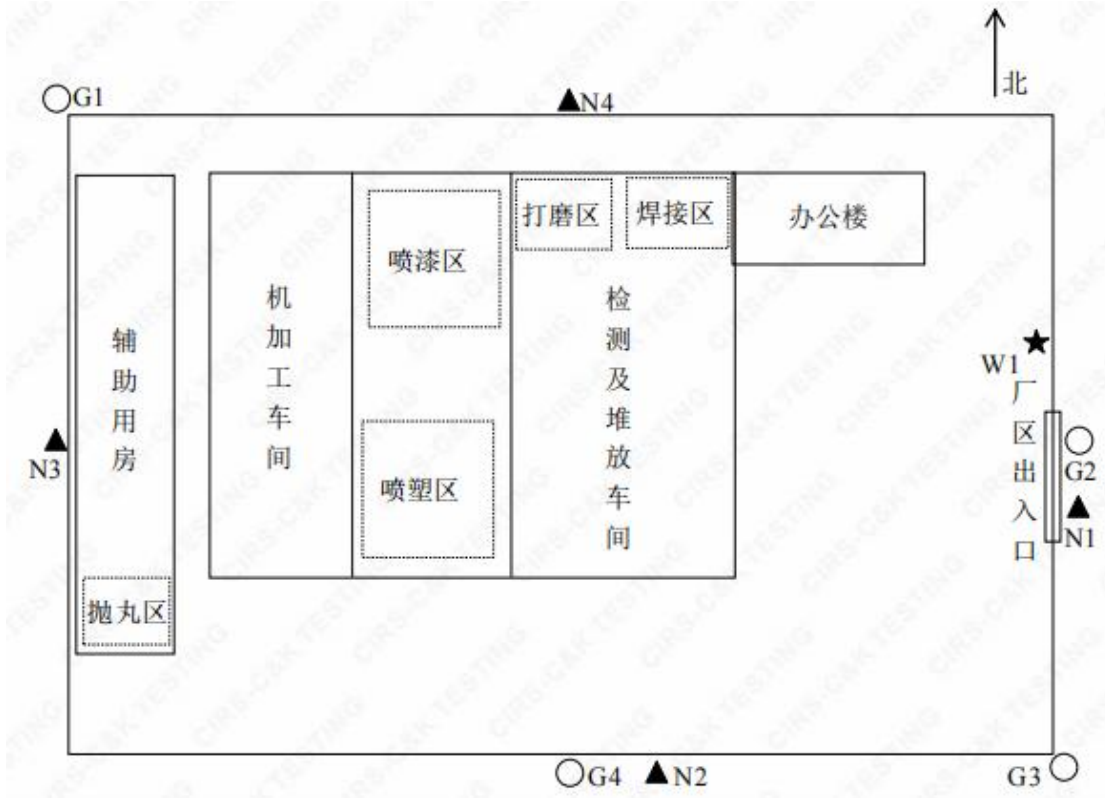 北
G1
N4
打磨区
焊接区
办公楼
喷漆区
机加工车间
检测及堆放车间
辅助用房
W1
厂区出入口
N3
G2
喷塑区
N1
抛丸区
G4
N2
G3
CIRS-C&K TESTING